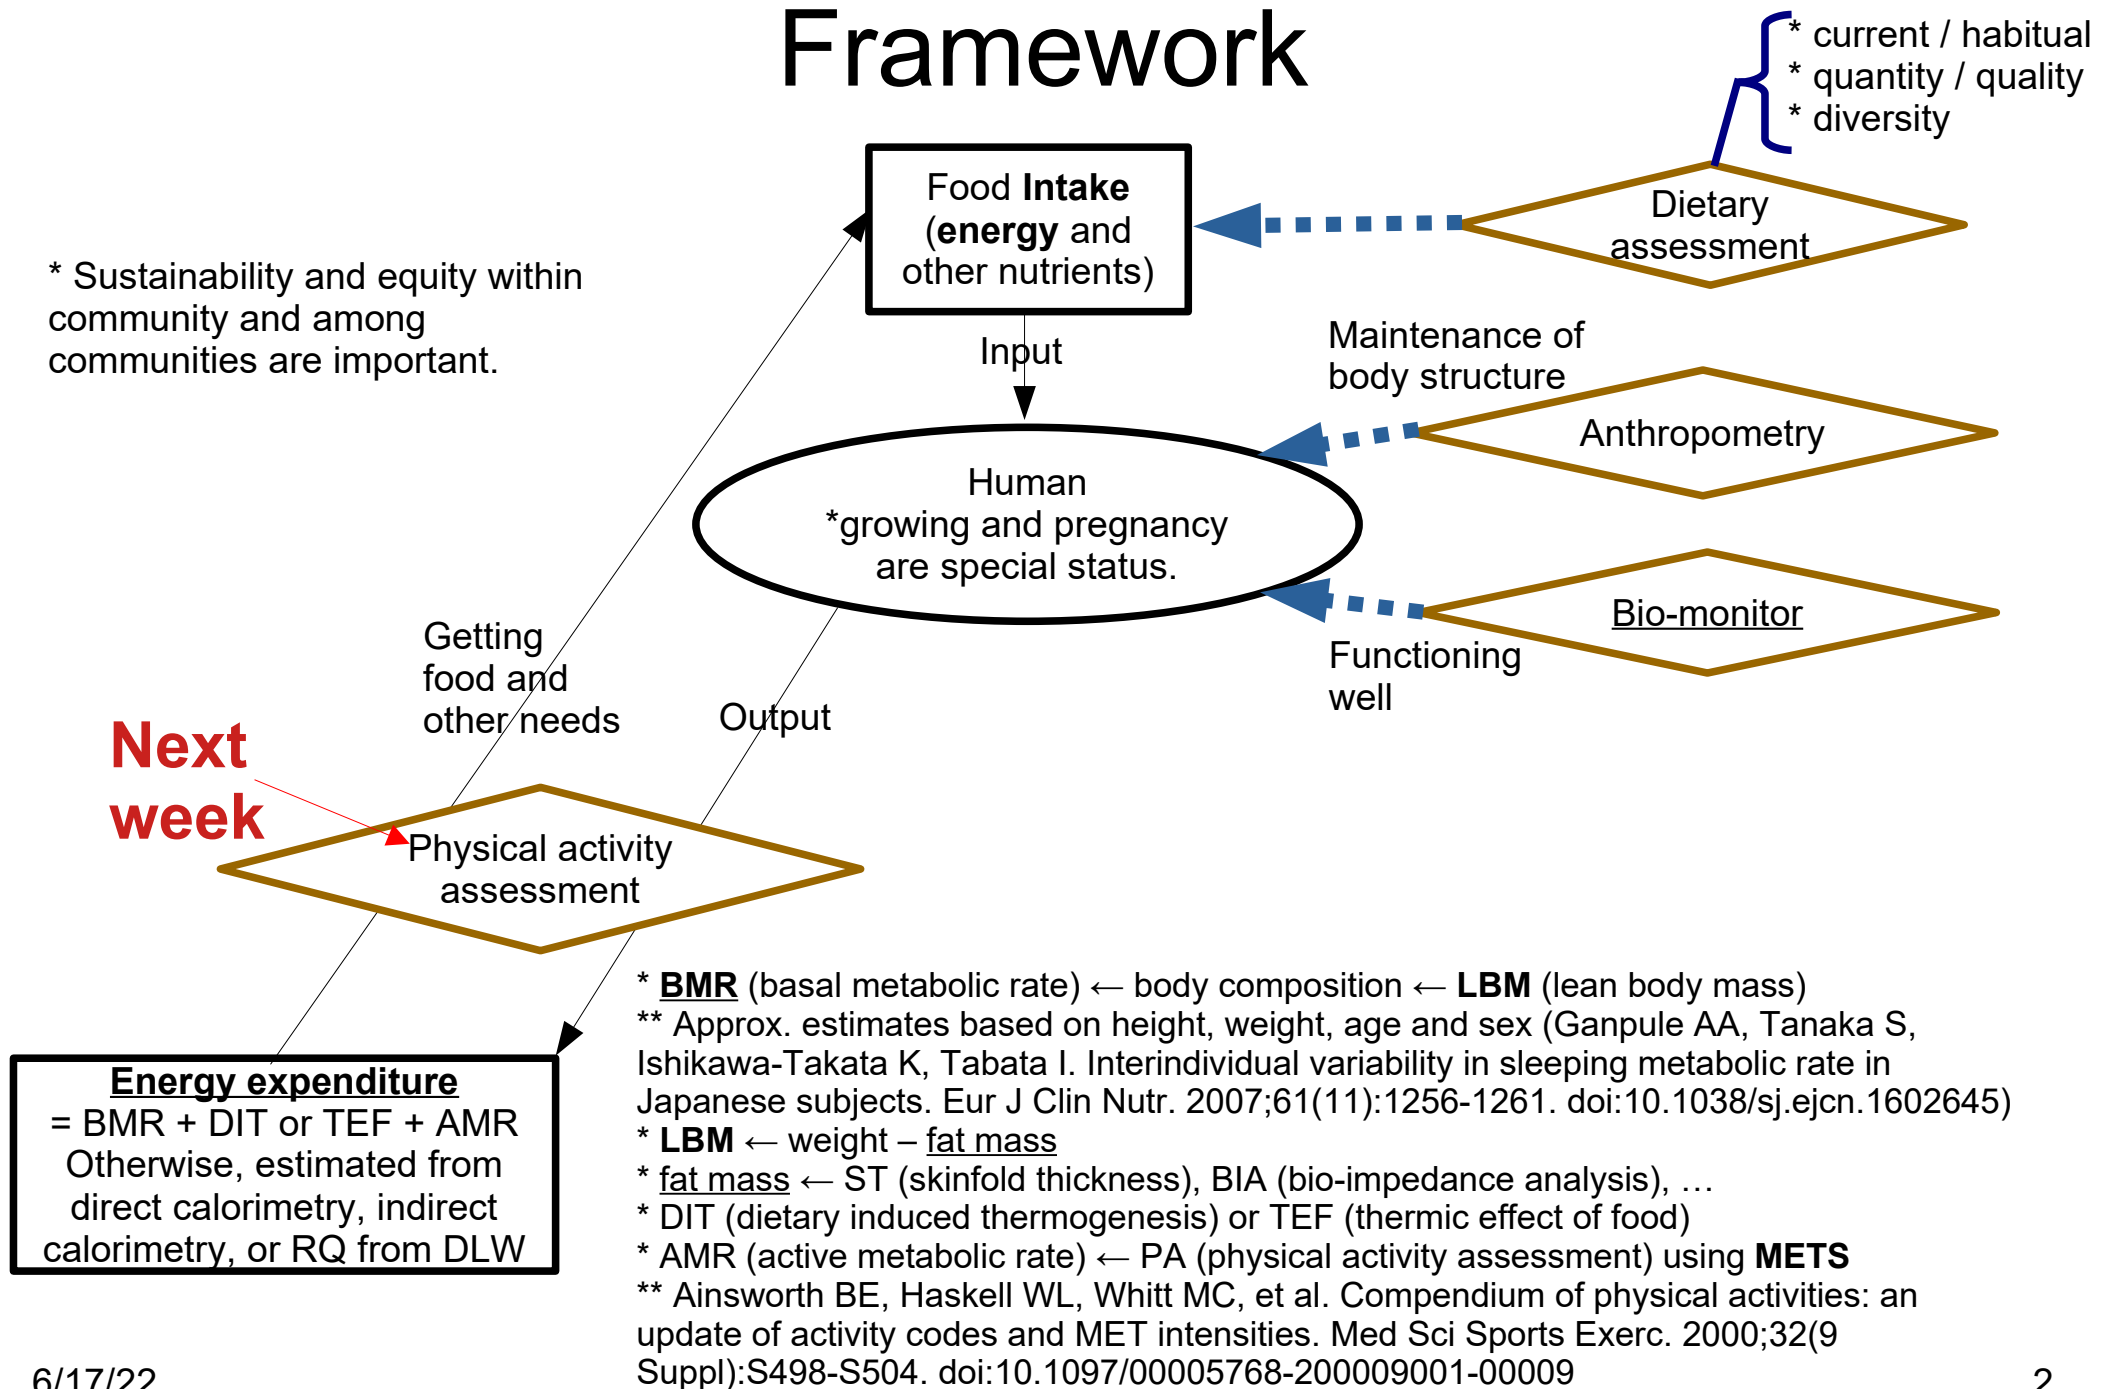 Framework
* current / habitual
* quantity / quality
* diversity
Food Intake
(energy and
other nutrients)
Dietary
assessment
* Sustainability and equity within
community and among
communities are important.
Input
Maintenance of
body structure
Anthropometry
Human
*growing and pregnancy
are special status.
Bio-monitor
Functioning
well
Getting
food and
other needs
Output
Next
week
Physical activity
assessment
Energy expenditure
= BMR + DIT or TEF + AMR
Otherwise, estimated from
direct calorimetry, indirect
calorimetry, or RQ from DLW
* BMR (basal metabolic rate) ← body composition ← LBM (lean body mass)
** Approx. estimates based on height, weight, age and sex (Ganpule AA, Tanaka S,
Ishikawa-Takata K, Tabata I. Interindividual variability in sleeping metabolic rate in
Japanese subjects. Eur J Clin Nutr. 2007;61(11):1256-1261. doi:10.1038/sj.ejcn.1602645)
* LBM ← weight – fat mass
* fat mass ← ST (skinfold thickness), BIA (bio-impedance analysis), …
* DIT (dietary induced thermogenesis) or TEF (thermic effect of food)
* AMR (active metabolic rate) ← PA (physical activity assessment) using METS
** Ainsworth BE, Haskell WL, Whitt MC, et al. Compendium of physical activities: an
update of activity codes and MET intensities. Med Sci Sports Exerc. 2000;32(9
Suppl):S498-S504. doi:10.1097/00005768-200009001-00009
6/17/22
2